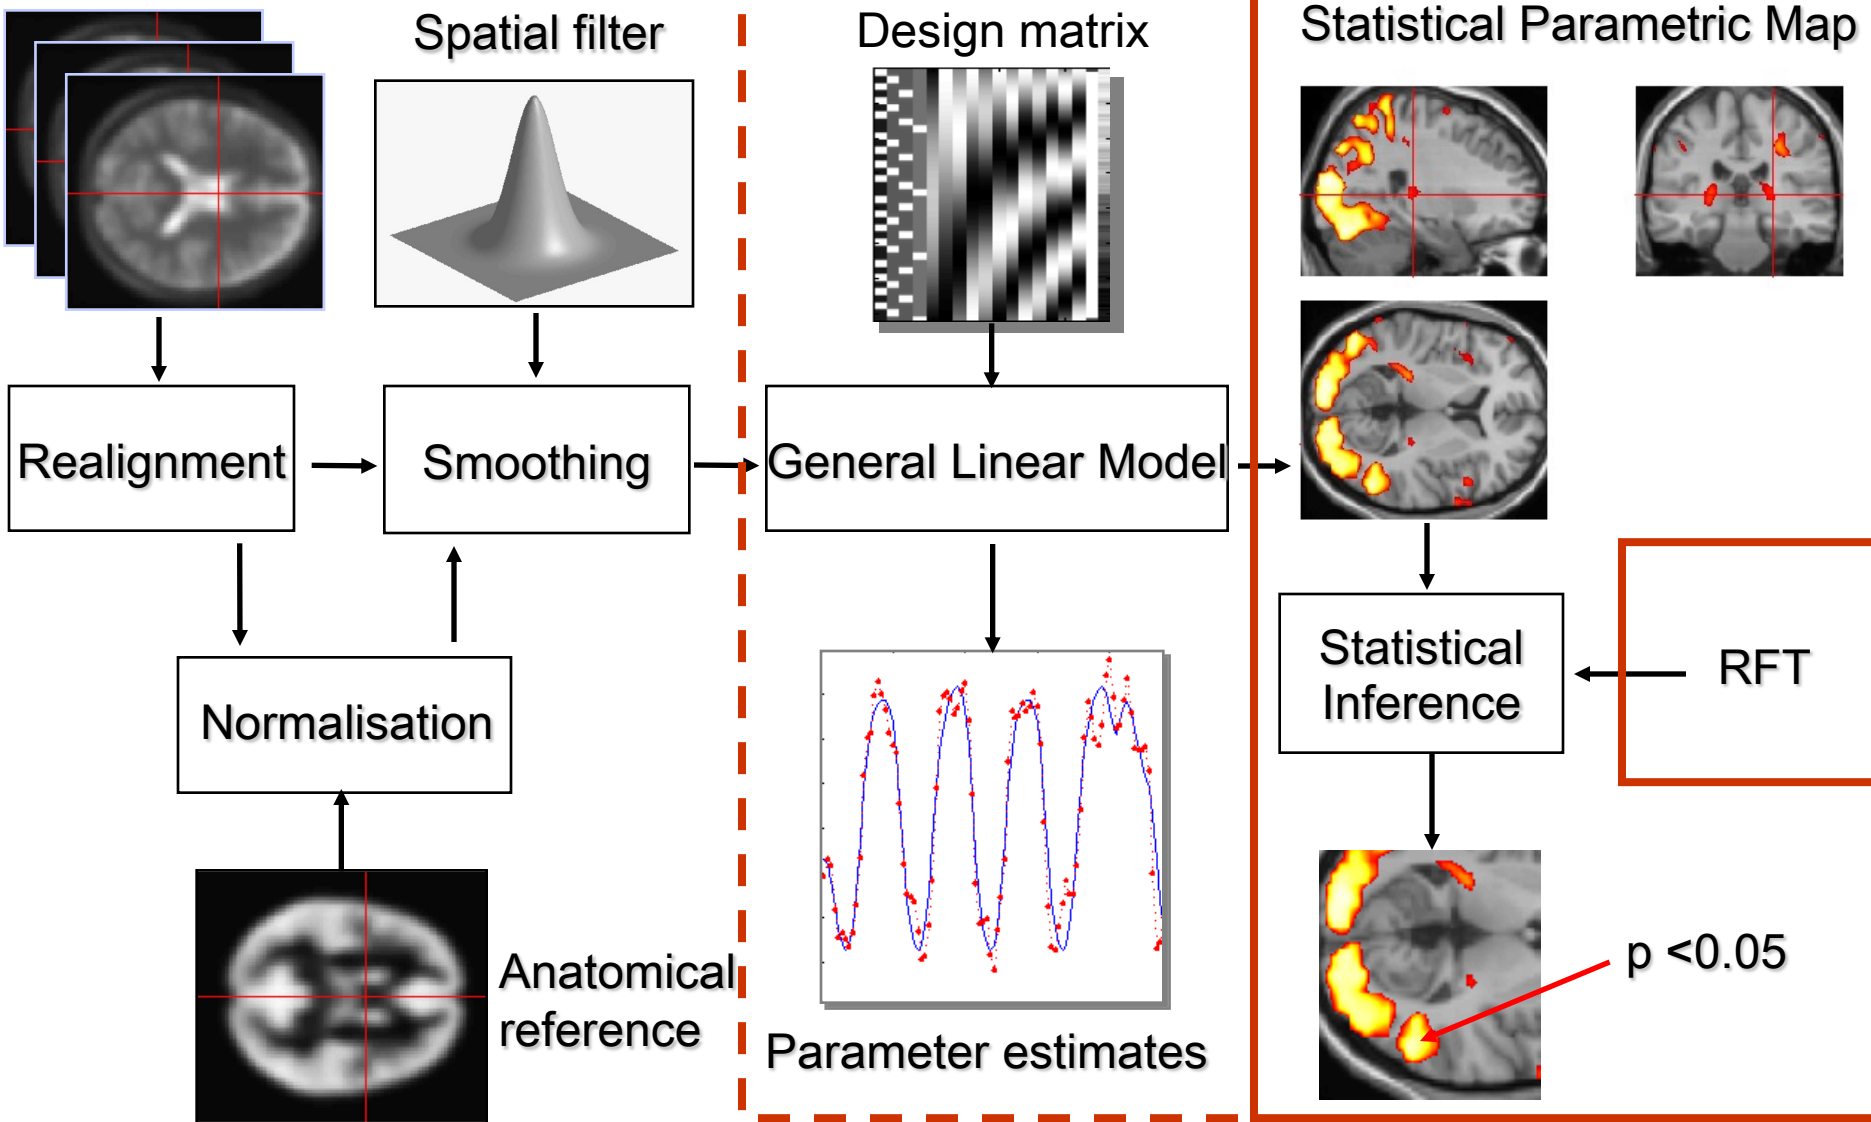 Spatial filter
Design matrix
Statistical Parametric Map
Realignment
Smoothing
General Linear Model
Normalisation
Statistical
Inference
RFT
Anatomical
reference
Parameter estimates
p <0.05